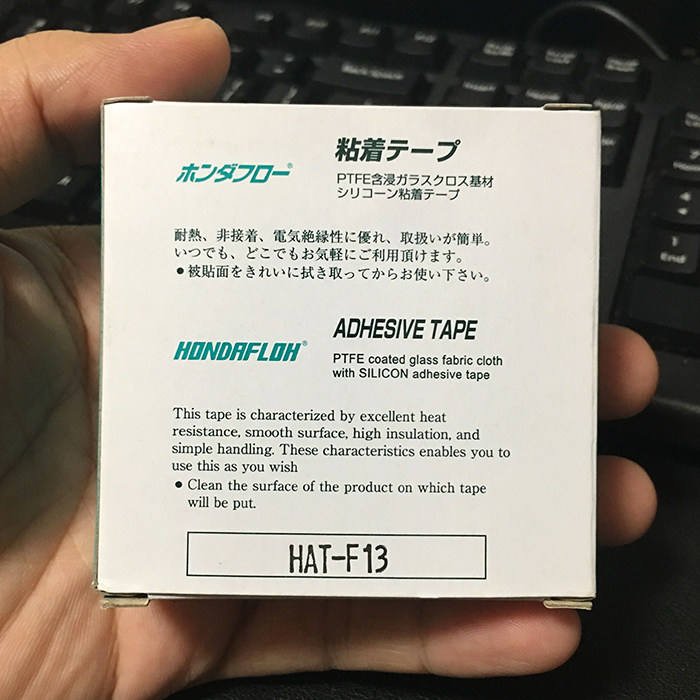 ホンダフロー®
粘着テープ
PTFE含浸ガラスクロス基材
シリコーン粘着テープ
耐熱、非接着、電気絶縁性に優れ、取扱いが簡単。
いつでも、どこでもお気軽にご利用頂けます。
●被貼面をきれいに拭き取ってからお使い下さい。
HONDAFLOH®
ADHESIVE TAPE
PTFE coated glass fabric cloth
with SILICON adhesive tape
This tape is characterized by excellent heat
resistance, smooth surface, high insulation, and
simple handling. These characteristics enables you to
use this as you wish
● Clean the surface of the product on which tape
will be put.
HAT-F13
1
End